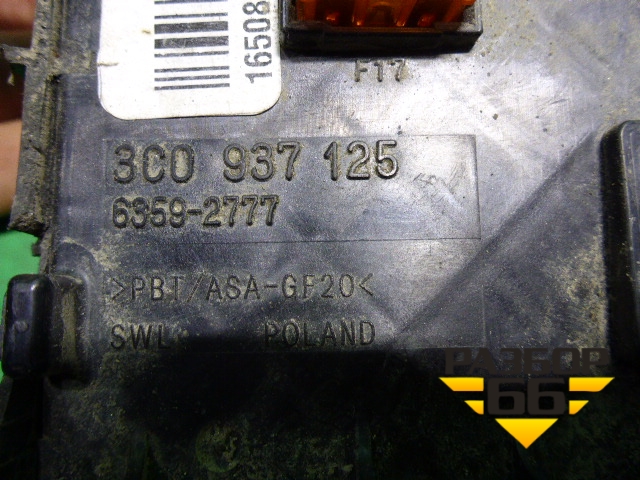 16508
F17
3C0 937 125
6359-2777
>PBT/ASA-GF20<
SWL POLAND
РАЗБОР
66